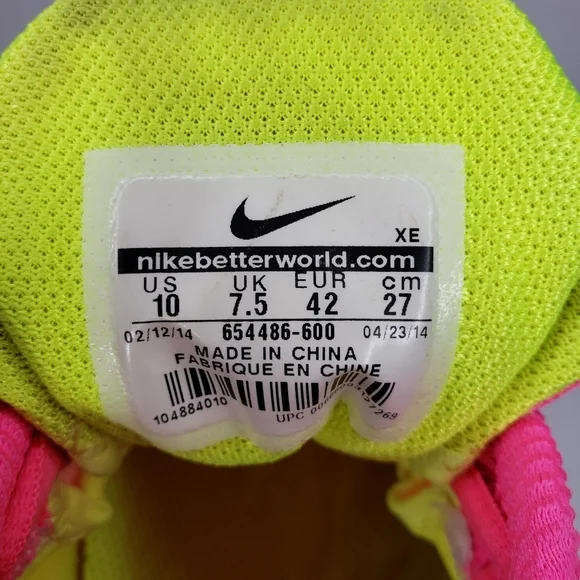 XE
nikebetterworld.com
US UK EUR cm
10 7.5 42 27
02/12/14 654486-600 04/23/14
MADE IN CHINA
FABRIQUE EN CHINE
104884010
UPC